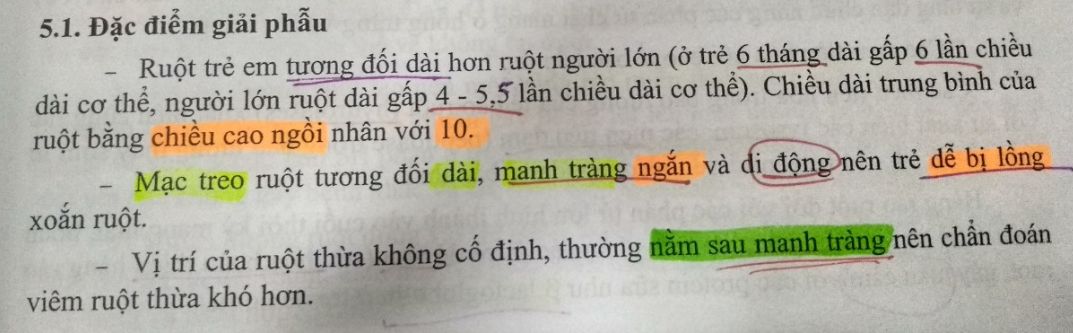 5.1. Đặc điểm giải phẫu
- Ruột trẻ em tương đối dài hơn ruột người lớn (ở trẻ 6 tháng dài gấp 6 lần chiều
dài cơ thể, người lớn ruột dài gấp 4 - 5,5 lần chiều dài cơ thể). Chiều dài trung bình của
ruột bằng chiều cao ngồi nhân với 10.
- Mạc treo ruột tương đối dài, manh tràng ngắn và di động nên trẻ dễ bị lồng
xoắn ruột.
- Vị trí của ruột thừa không cố định, thường nằm sau manh tràng nên chẩn đoán
viêm ruột thừa khó hơn.